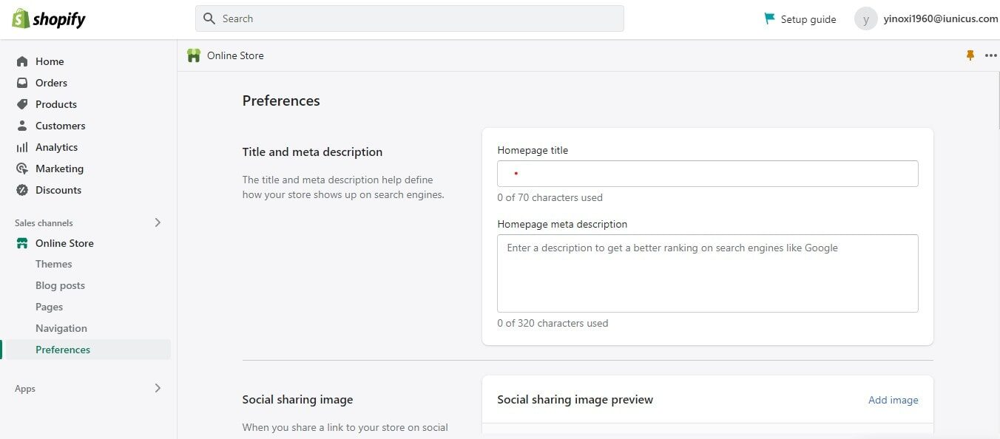 shopify
Search
Setup guide
y
yinoxi1960@iunicus.com
Home
Orders
Products
Customers
Analytics
Marketing
Discounts
Sales channels
Online Store
Themes
Blog posts
Pages
Navigation
Preferences
Apps
Online Store
Preferences
Title and meta description
The title and meta description help define
how your store shows up on search engines.
Homepage title
0 of 70 characters used
Homepage meta description
Enter a description to get a better ranking on search engines like Google
0 of 320 characters used
Social sharing image
When you share a link to your store on social
Social sharing image preview
Add image